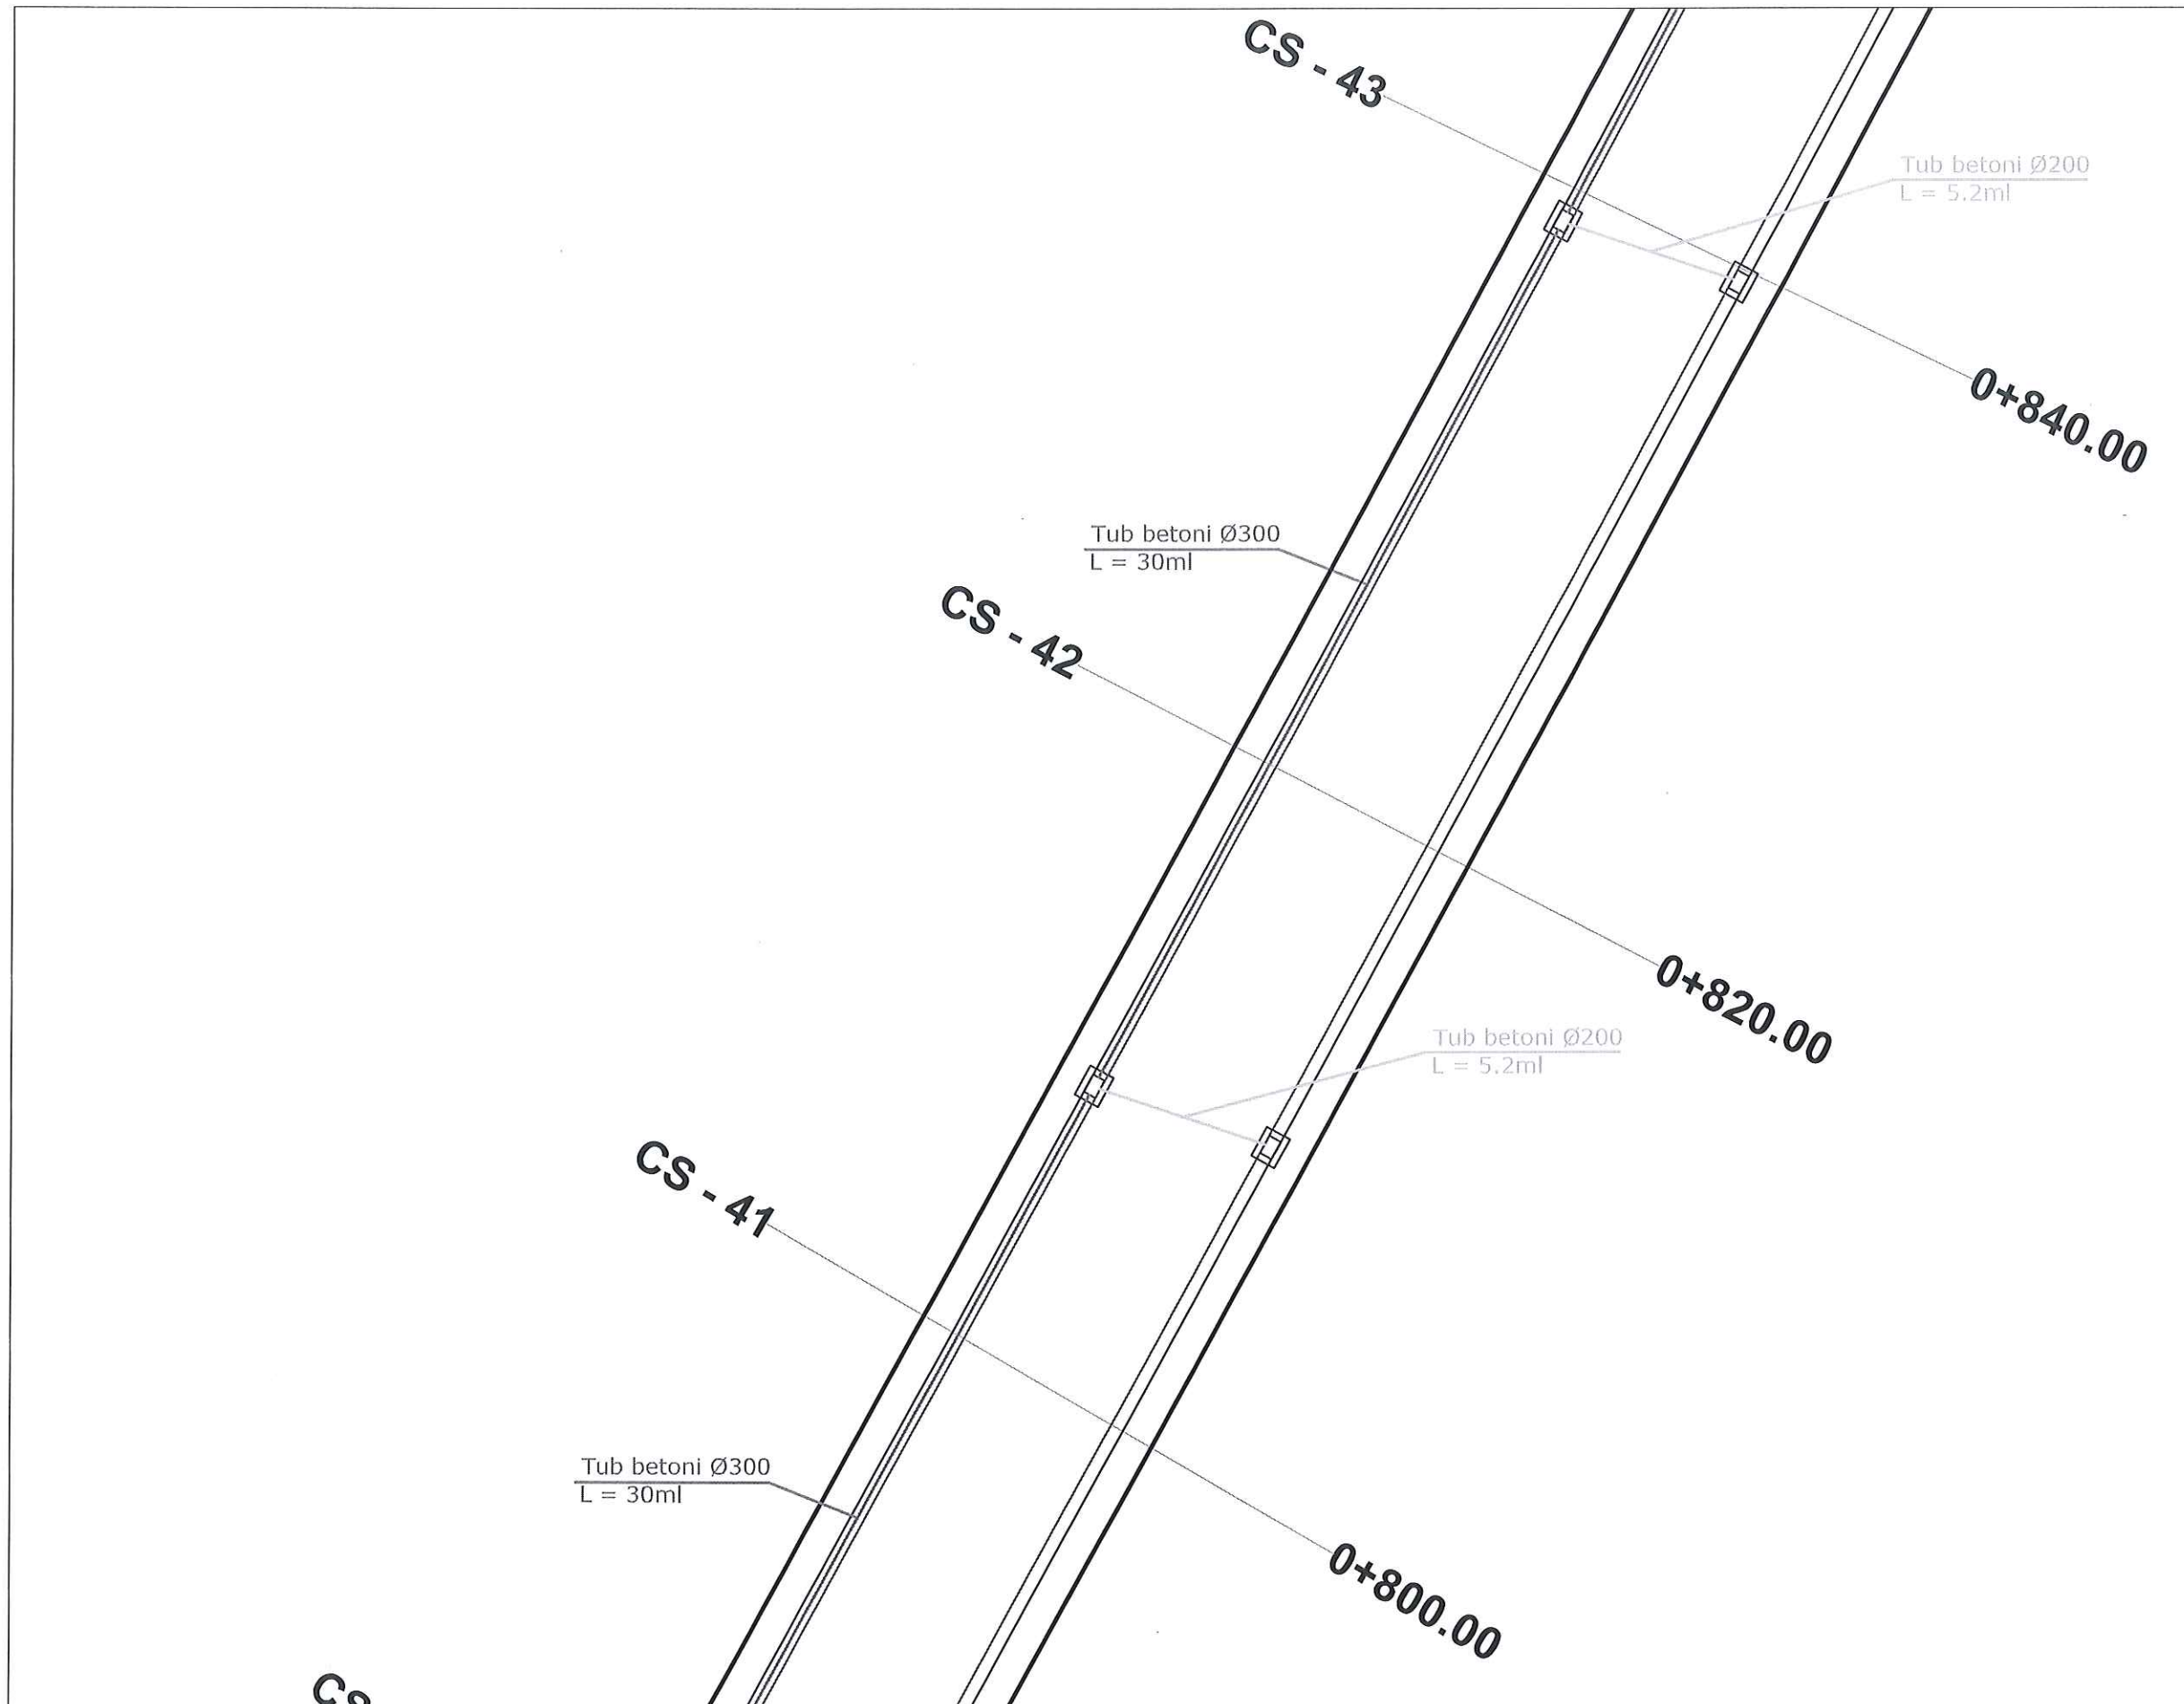 CS - 43
Tub betoni Ø200
L = 5.2ml
0+840.00
Tub betoni Ø300
L = 30ml
CS - 42
0+820.00
Tub betoni Ø200
L = 5.2ml
CS - 41
Tub betoni Ø300
L = 30ml
0+800.00
CS